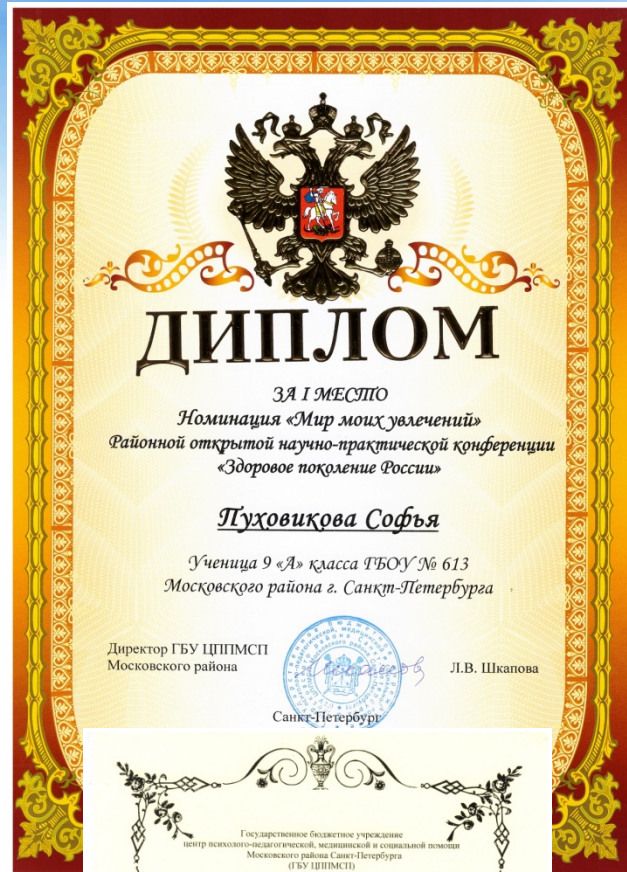 ДИПЛОМ
ЗА I МЕСТО
Номинация «Мир моих увлечений»
Районной открытой научно-практической конференции
«Здоровое поколение России»
Пуховикова Софья
Ученица 9 «А» класса ГБОУ № 613
Московского района г. Санкт-Петербурга
Директор ГБУ ЦППМСП
Московского района
Л.В. Шкапова
Санкт-Петербург
Государственное бюджетное учреждение
центр психолого-педагогической, медицинской и социальной помощи
Московского района Санкт-Петербурга
(ГБУ ЦППМСП)